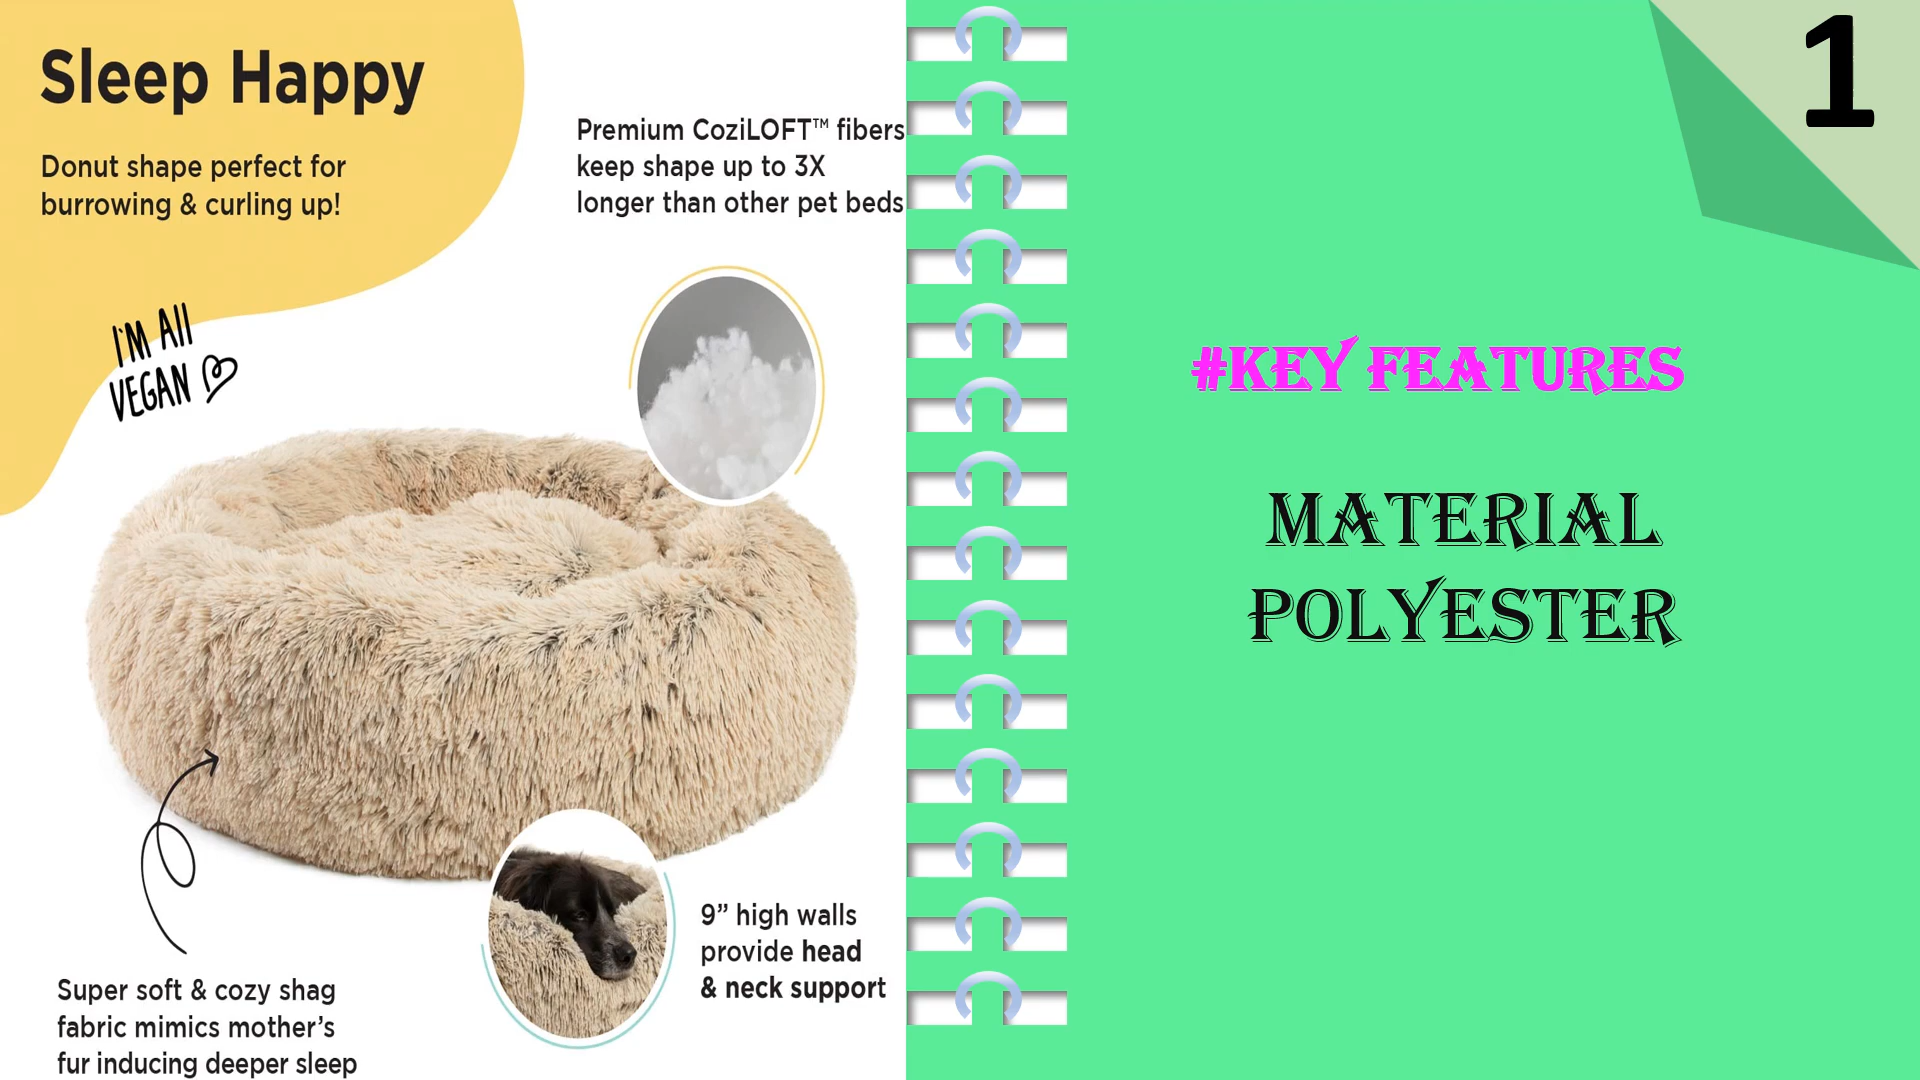 Sleep Happy
Donut shape perfect for
burrowing & curling up!
Premium CoziLOFT™ fibers
keep shape up to 3X
longer than other pet beds
I'M All
VEGAN
9” high walls
provide head
& neck support
Super soft & cozy shag
fabric mimics mother’s
fur inducing deeper sleep
1
#KEY FEATURES
MATERIAL
POLYESTER